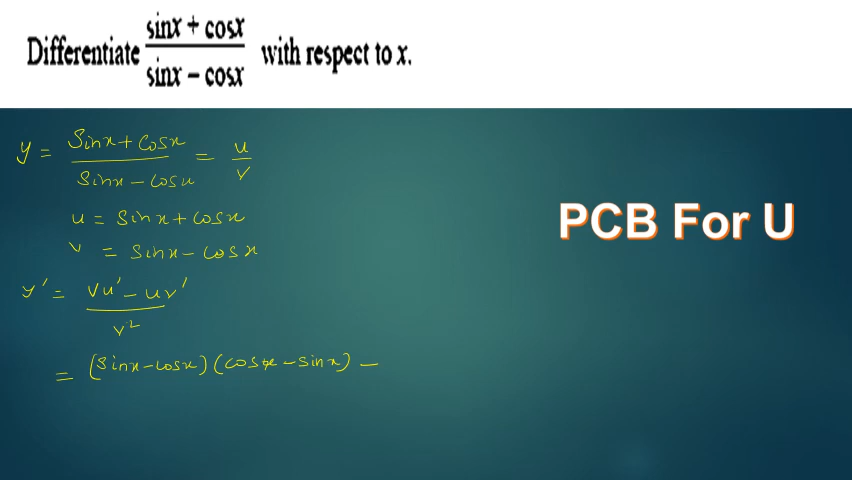 Differentiate (sinx + cosx)/(sinx − cosx) with respect to x.
y = (Sinx + Cosx)/(Sinx − Cosx) = u/v
PCB For U
u = Sinx + Cosx
v = Sinx − Cosx
y' = (vu' − uv')/v²
= (Sinx − Cosx) (Cosx − Sinx) −